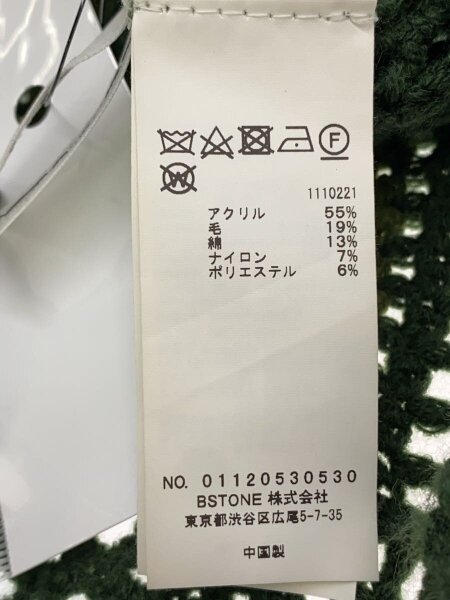 F
W
1110221
アクリル 55%
毛 19%
綿 13%
ナイロン 7%
ポリエステル 6%
NO. 01120530530
BSTONE 株式会社
東京都渋谷区広尾5-7-35
中国製